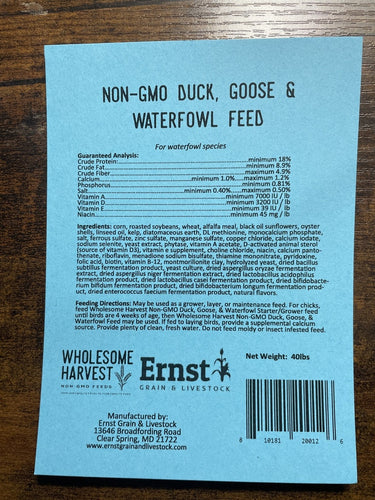 NON-GMO DUCK, GOOSE &
WATERFOWL FEED
For waterfowl species
Guaranteed Analysis:
Crude Protein...minimum 18%
Crude Fat...minimum 8.9%
Crude Fiber...maximum 4.9%
Calcium...minimum 1.0%......maximum 1.2%
Phosphorus...minimum 0.81%
Salt...minimum 0.40%......maximum 0.50%
Vitamin A...minimum 7000 IU / lb
Vitamin D...minimum 3200 IU / lb
Vitamin E...minimum 39 IU / lb
Niacin...minimum 45 mg / lb
Ingredients: corn, roasted soybeans, wheat, alfalfa meal, black oil sunflowers, oyster
shells, linseed oil, kelp, diatomaceous earth, DL methionine, monocalcium phosphate,
salt, ferrous sulfate, zinc sulfate, manganese sulfate, copper chloride, calcium iodate,
sodium selenite, yeast extract, phytase, vitamin A acetate, D-activated animal sterol
(source of vitamin D3), vitamin e supplement, choline chloride, niacin, calcium panto-
thenate, riboflavin, menadione sodium bisulfate, thiamine mononitrate, pyridoxine,
folic acid, biotin, vitamin B-12, montmorillonite clay, hydrolyzed yeast, dried bacillus
subtilus fermentation product, yeast culture, dried aspergillus oryzae fermentation
extract, dried aspergillus niger fermentation extract, dried lactobacillus acidophilus
fermentation product, dried lactobacillus casei fermentation product, dried bifidobacte-
rium bifidum fermentation product, dried bifidobacterium longum fermentation prod-
uct, dried enterococcus faecium fermentation product, natural flavors.
Feeding Directions: May be used as a grower, layer, or maintenance feed. For chicks,
feed Wholesome Harvest Non-GMO Duck, Goose, & Waterfowl Starter/Grower feed
until birds are 4 weeks of age, then Wholesome Harvest Non-GMO Duck, Goose, &
Waterfowl Feed may be used. If fed to laying birds, provide a supplemental calcium
source. Provide plenty of clean, fresh water. Do not feed moldy or insect infested feed.
WHOLESOME
HARVEST
NON-GMO FEEDS
Ernst
GRAIN & LIVESTOCK
Net Weight: 40lbs
Manufactured by:
Ernst Grain & Livestock
13646 Broadfording Road
Clear Spring, MD 21722
www.ernstgrainandlivestock.com
8 10181 20012 6